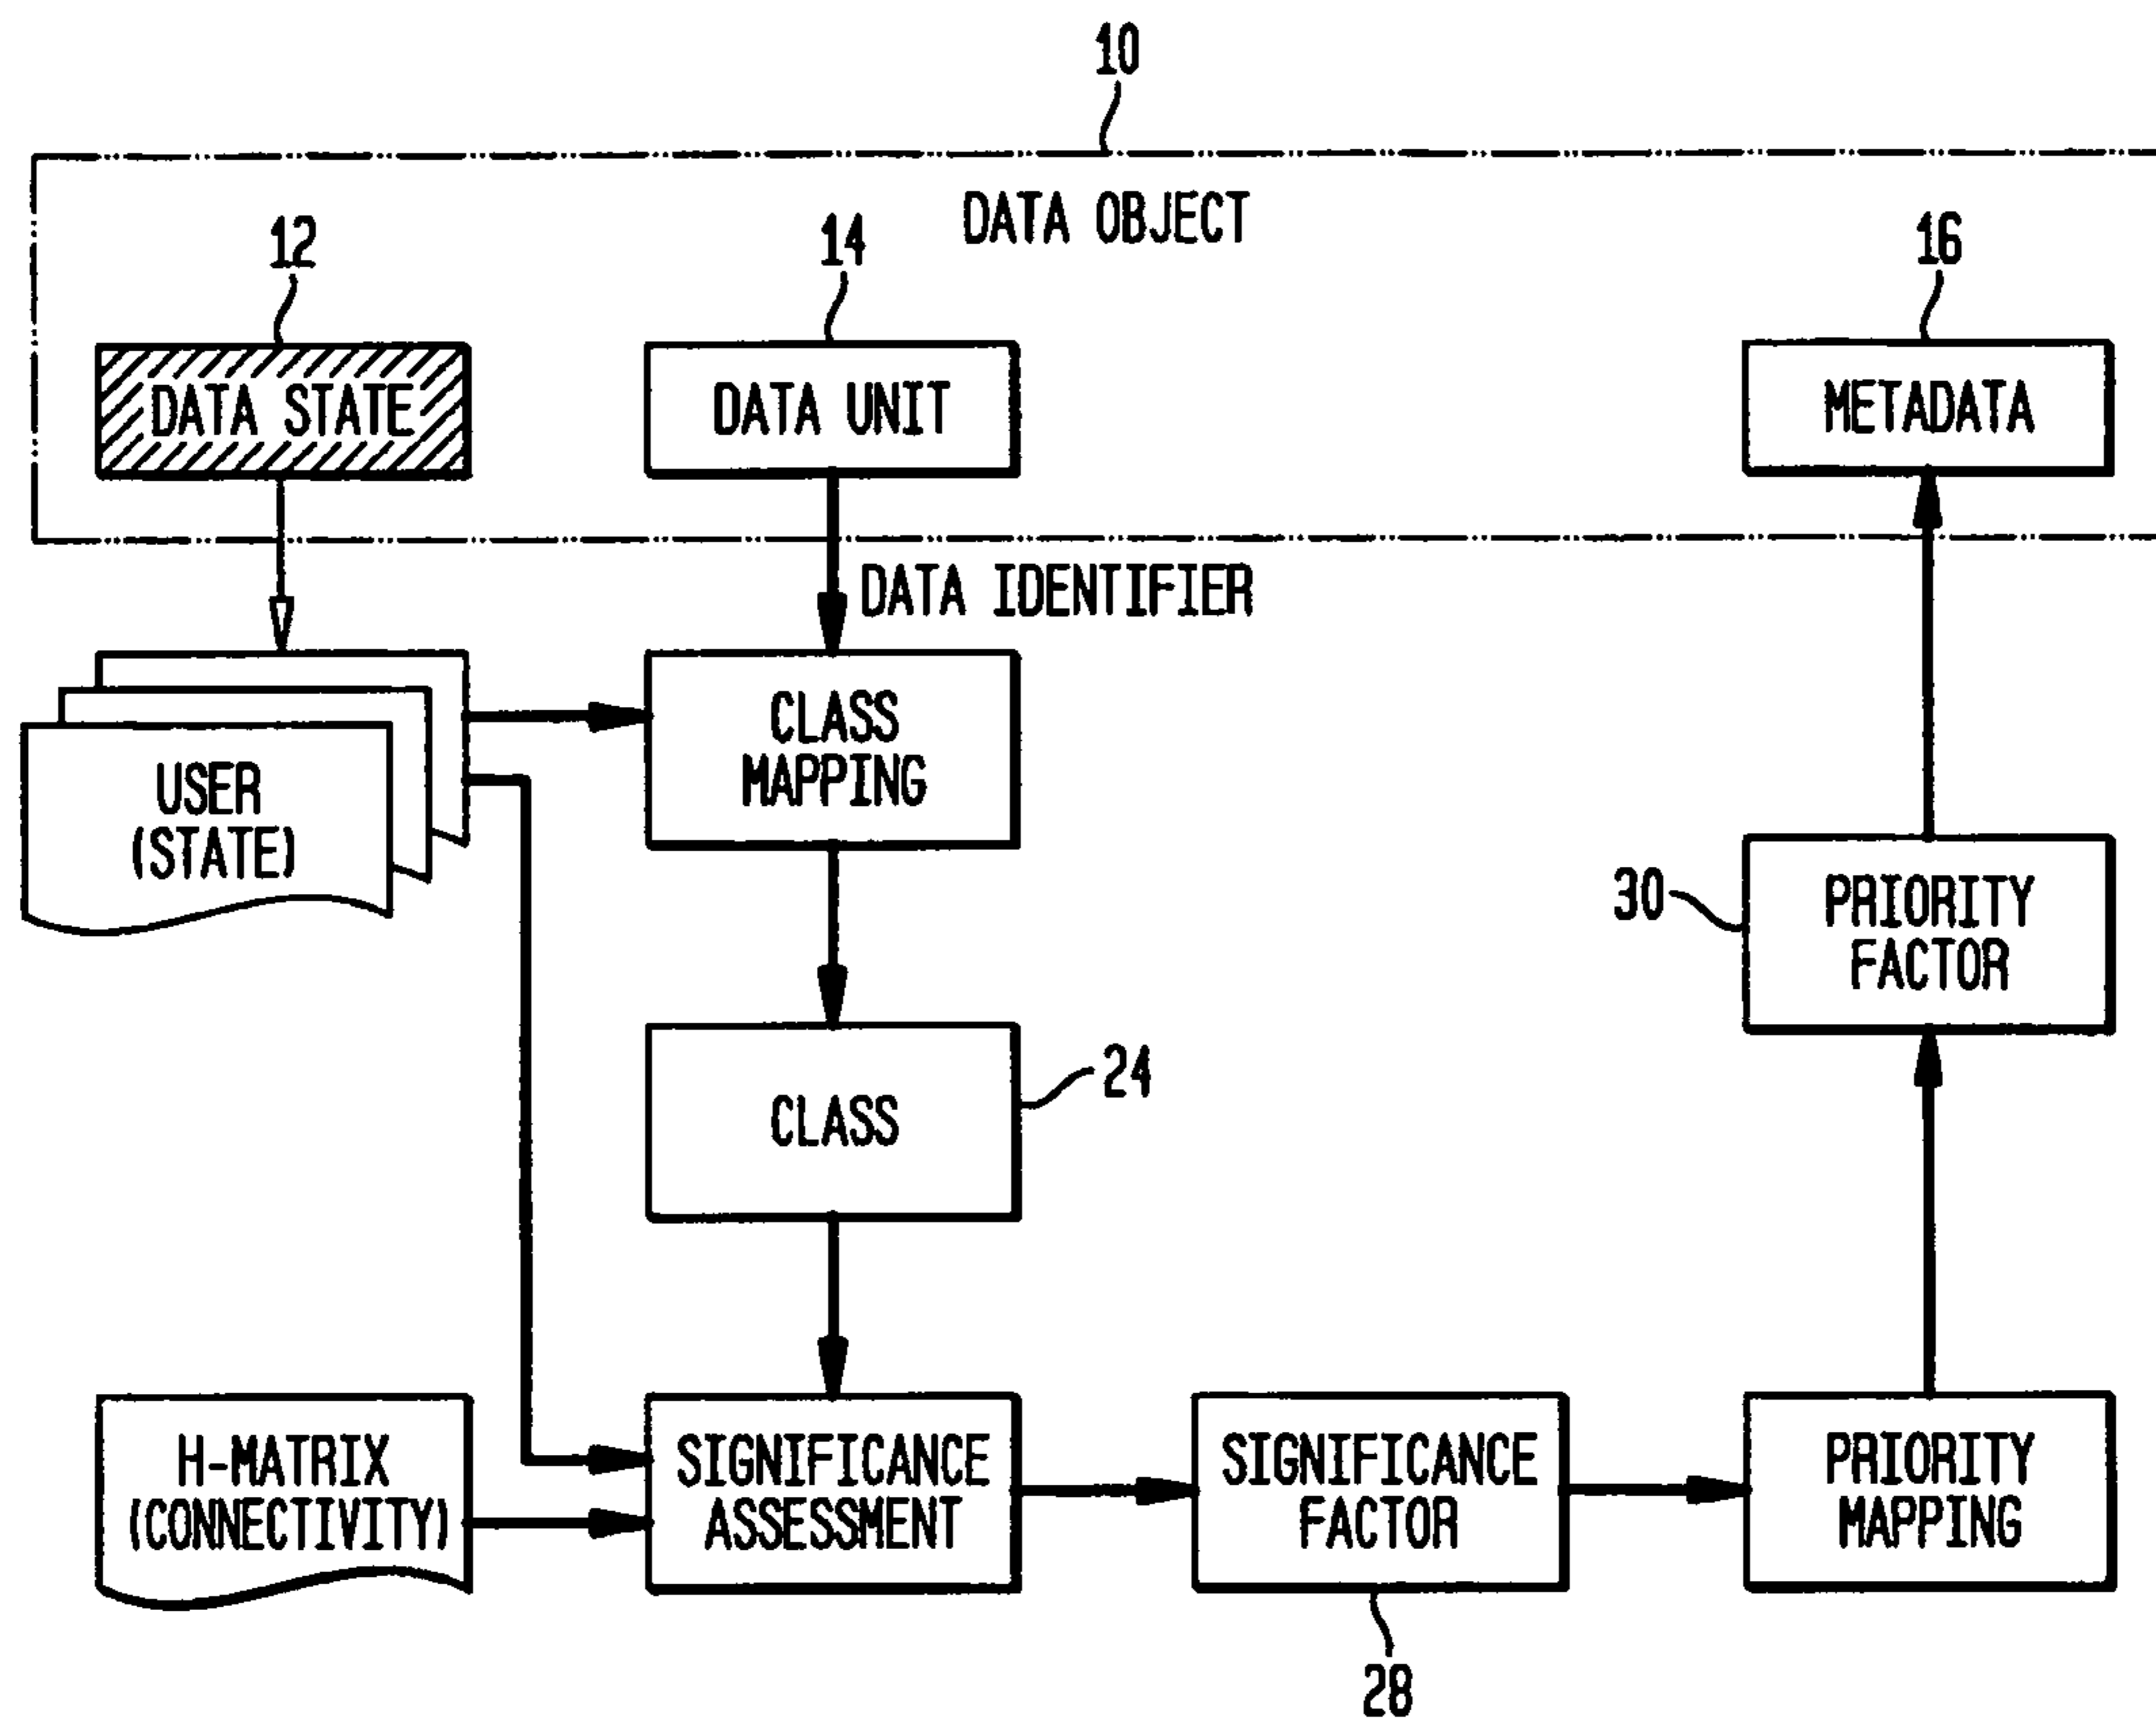 10
DATA OBJECT
12
14
16
DATA STATE
DATA UNIT
METADATA
DATA IDENTIFIER
USER
(STATE)
CLASS
MAPPING
30
PRIORITY
FACTOR
CLASS
24
H-MATRIX
(CONNECTIVITY)
SIGNIFICANCE
ASSESSMENT
SIGNIFICANCE
FACTOR
PRIORITY
MAPPING
28